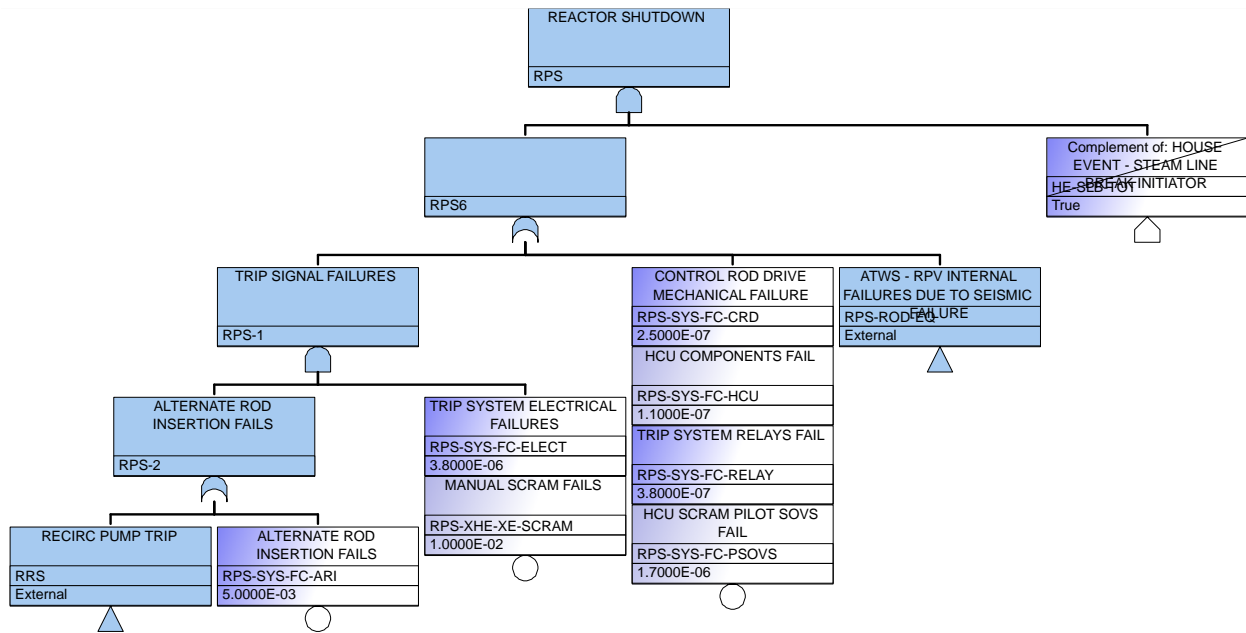 REACTOR SHUTDOWN
RPS
RPS6
Complement of: HOUSE
EVENT - STEAM LINE
BREAK INITIATOR
HE-SLB-TOT
True
TRIP SIGNAL FAILURES
RPS-1
CONTROL ROD DRIVE
MECHANICAL FAILURE
RPS-SYS-FC-CRD
2.5000E-07
HCU COMPONENTS FAIL
RPS-SYS-FC-HCU
1.1000E-07
TRIP SYSTEM RELAYS FAIL
RPS-SYS-FC-RELAY
3.8000E-07
HCU SCRAM PILOT SOVS
FAIL
RPS-SYS-FC-PSOVS
1.7000E-06
ATWS - RPV INTERNAL
FAILURES DUE TO SEISMIC
FAILURE
RPS-ROD-EQ
External
ALTERNATE ROD
INSERTION FAILS
RPS-2
TRIP SYSTEM ELECTRICAL
FAILURES
RPS-SYS-FC-ELECT
3.8000E-06
MANUAL SCRAM FAILS
RPS-XHE-XE-SCRAM
1.0000E-02
RECIRC PUMP TRIP
RRS
External
ALTERNATE ROD
INSERTION FAILS
RPS-SYS-FC-ARI
5.0000E-03